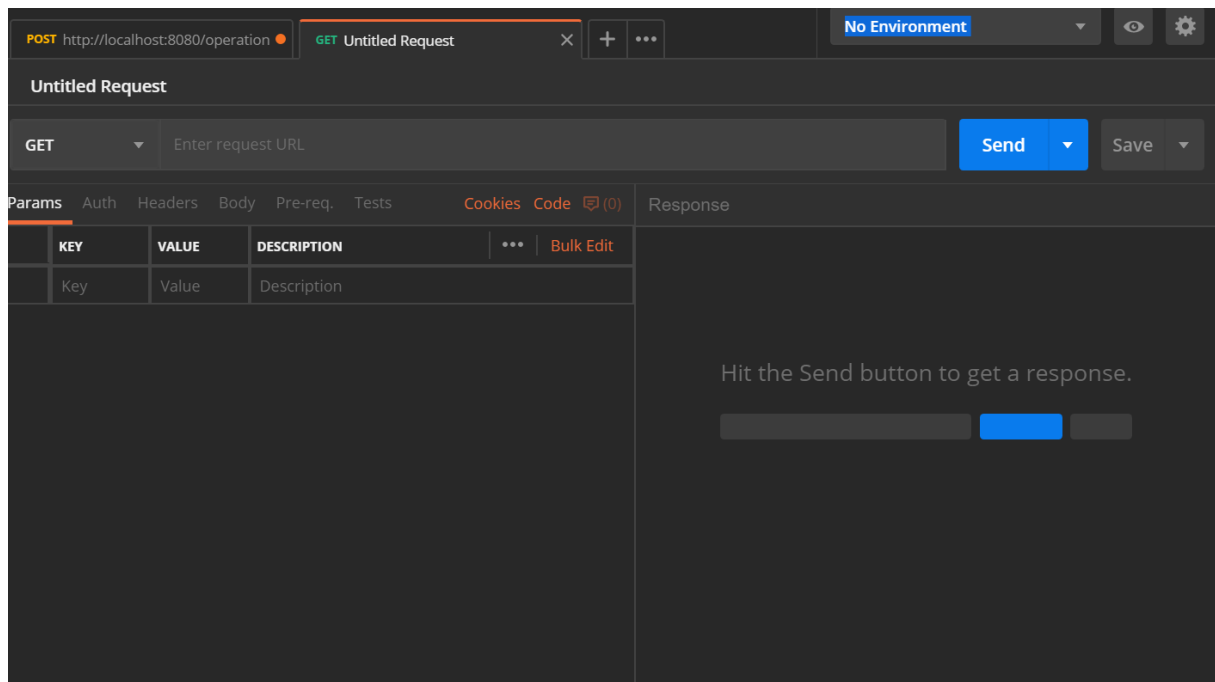 POST http://localhost:8080/operation GET Untitled Request No Environment
Untitled Request
GET Enter request URL Send Save
Params Auth Headers Body Pre-req. Tests Cookies Code (0) Response
KEY VALUE DESCRIPTION Bulk Edit
Key Value Description
Hit the Send button to get a response.